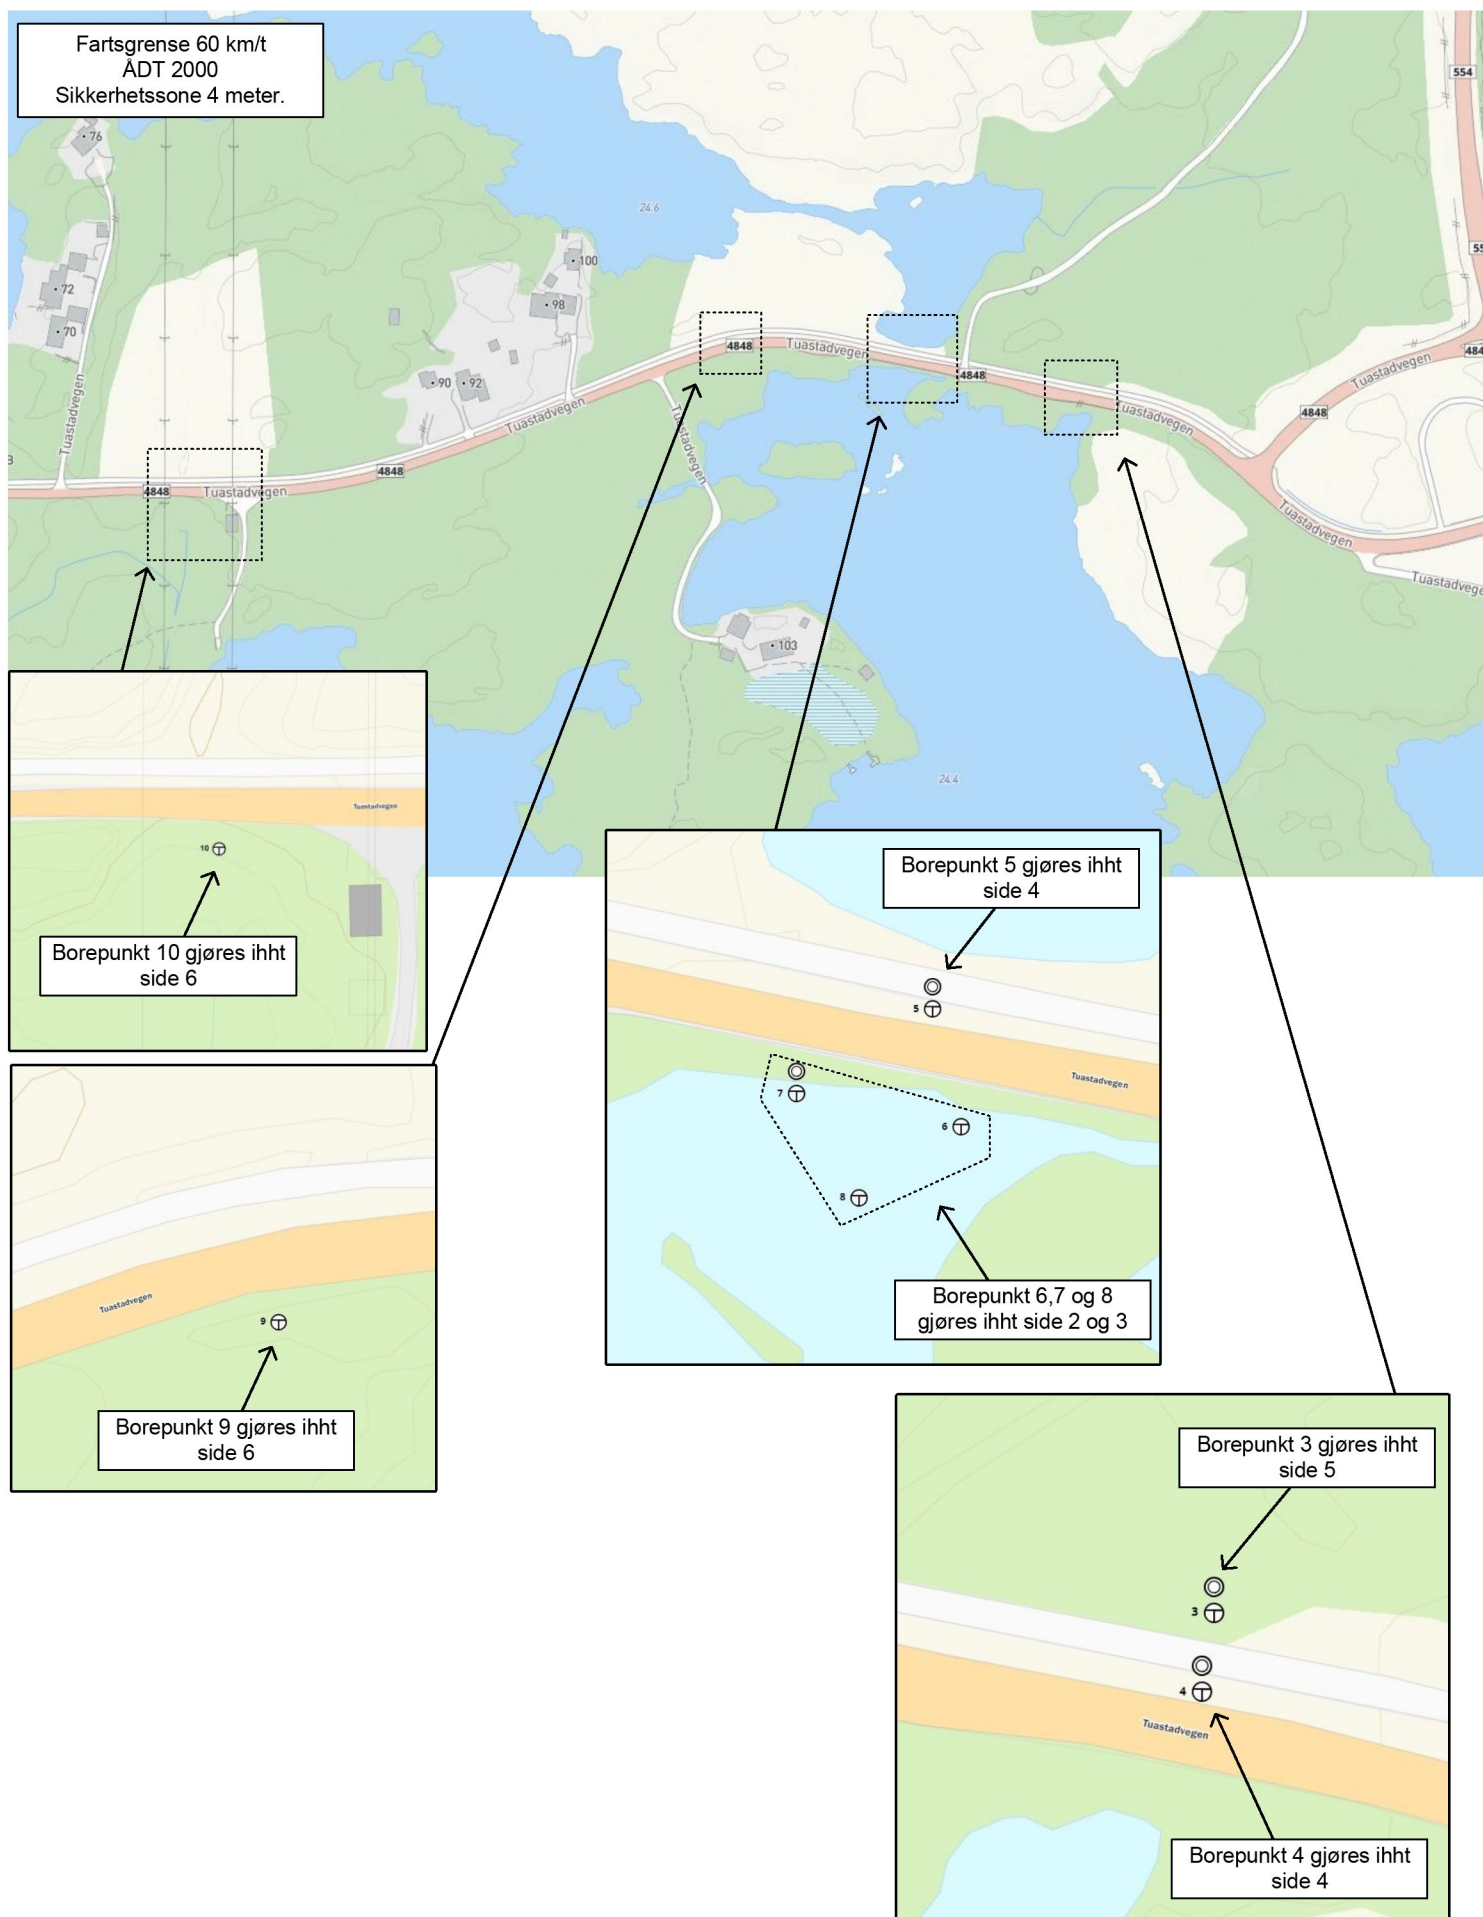 Fartsgrense 60 km/t
ÅDT 2000
Sikkerhetssone 4 meter.
554
76
24.6
72
70
100
98
90
92
4848
Tuastadvegen
4848
Tuastadvegen
4848
Tuastadvegen
Tuastadvegen
4848
Tuastadvegen
4848
Tuastadvegen
Tuastadvegen
Tuastadvegen
4848
Tuastadvegen
103
24.4
Tuastadvegen
10
Borepunkt 10 gjøres ihht
side 6
Tuastadvegen
9
Borepunkt 9 gjøres ihht
side 6
Borepunkt 5 gjøres ihht
side 4
5
Tuastadvegen
7
6
8
Borepunkt 6,7 og 8
gjøres ihht side 2 og 3
Borepunkt 3 gjøres ihht
side 5
3
4
Tuastadvegen
Borepunkt 4 gjøres ihht
side 4